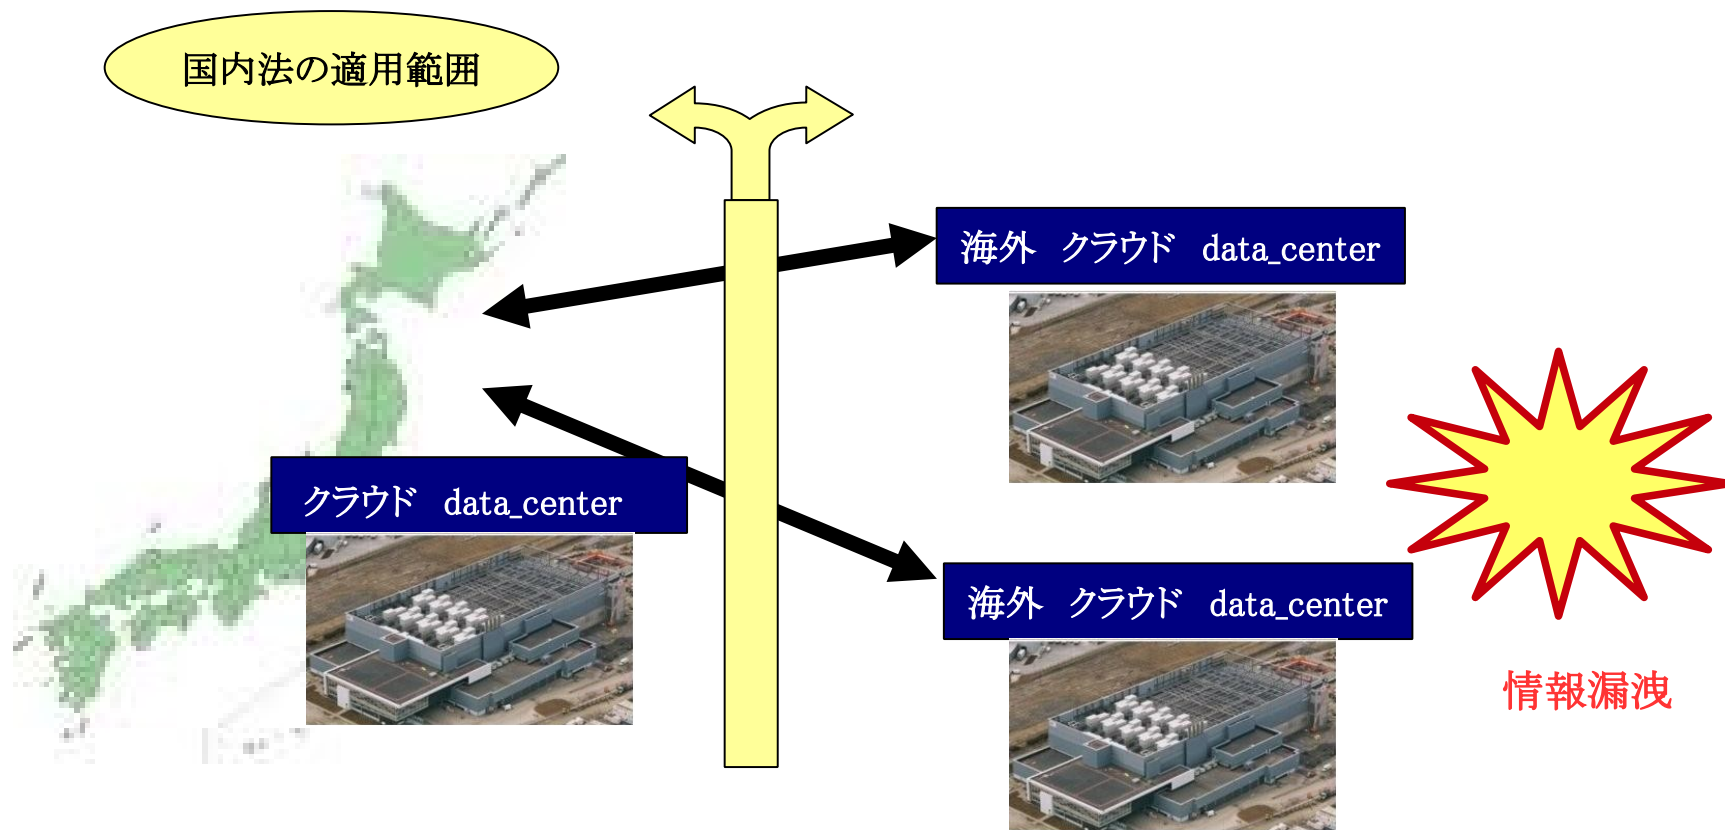 国内法の適用範囲
海外 クラウド data_center
クラウド data_center
海外 クラウド data_center
情報漏洩